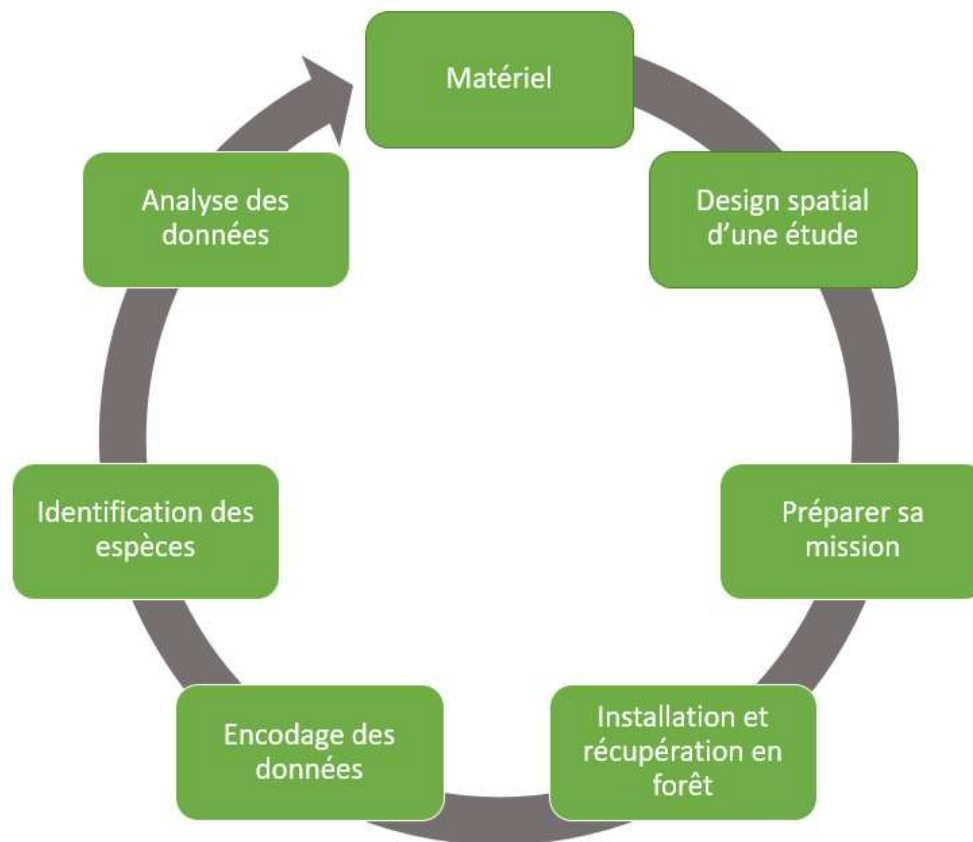 Matériel
Design spatial
d’une étude
Préparer sa
mission
Installation et
récupération en
forêt
Encodage des
données
Identification des
espèces
Analyse des
données